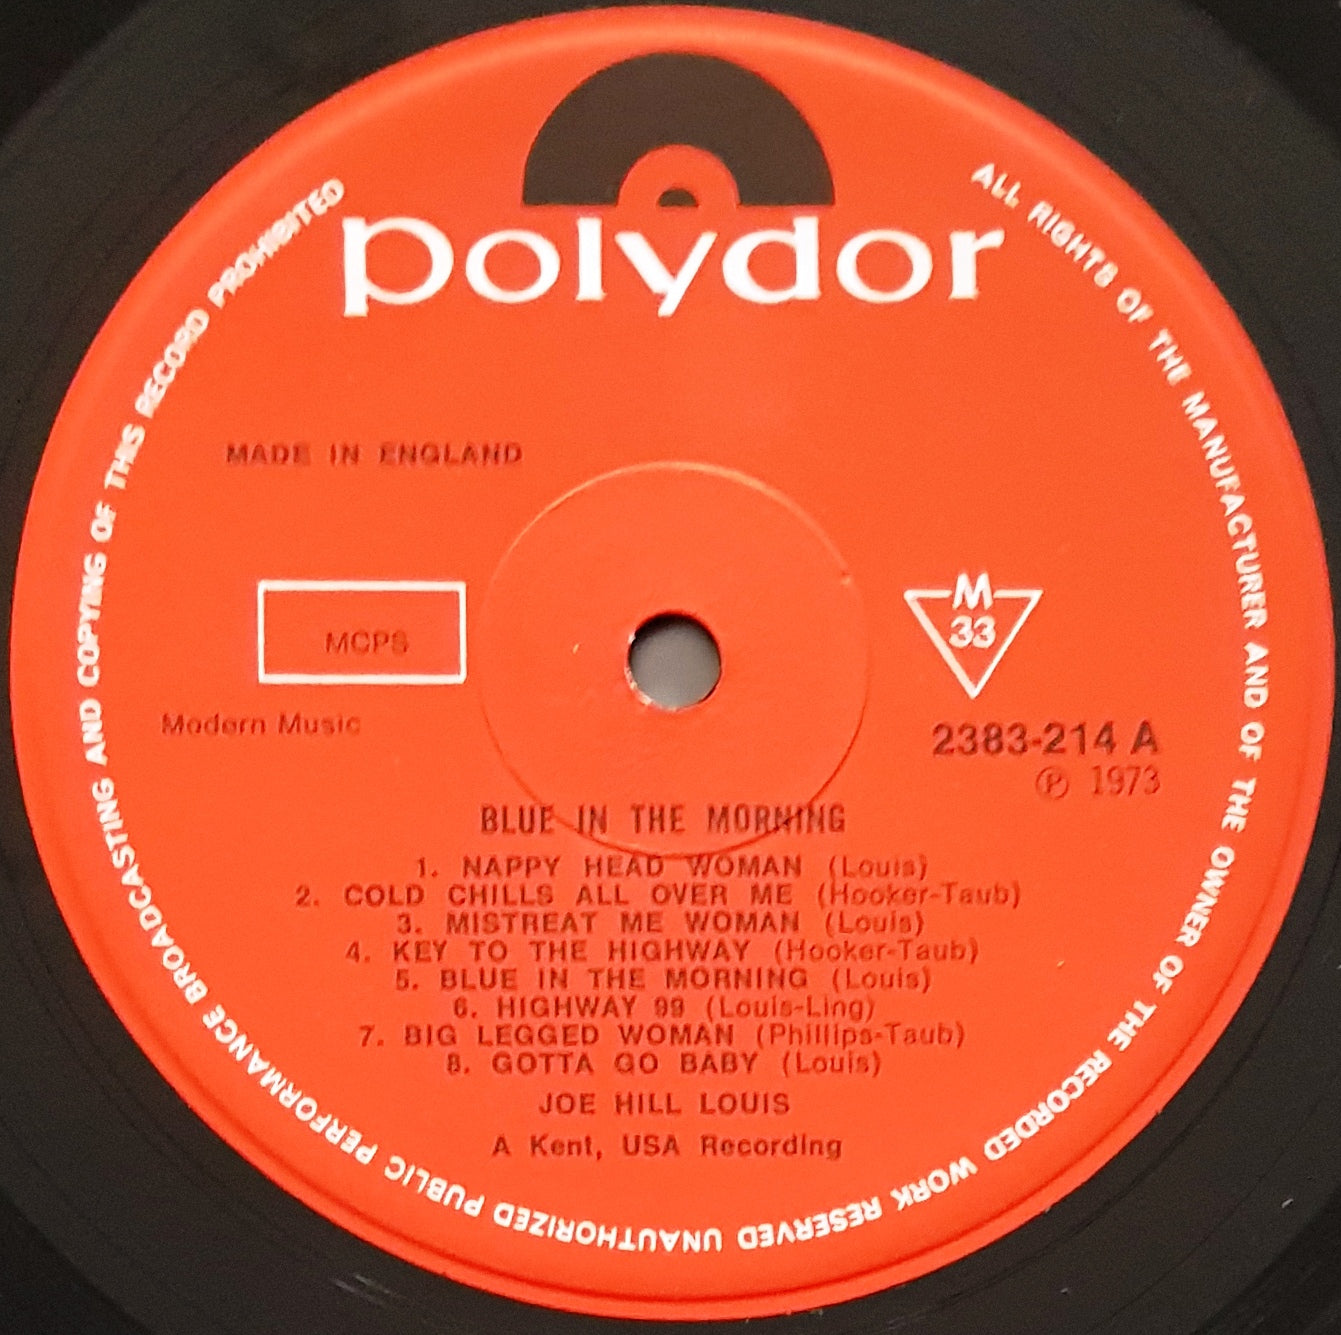 polydor
ALL RIGHTS OF THE MANUFACTURER AND OF THE OWNER OF THE RECORDED WORK RESERVED UNAUTHORIZED PUBLIC PERFORMANCE BROADCASTING AND COPYING OF THIS RECORD PROHIBITED
MADE IN ENGLAND
MCPS
M
33
Modern Music
2383-214 A
℗ 1973
BLUE IN THE MORNING
1. NAPPY HEAD WOMAN (Louis)
2. COLD CHILLS ALL OVER ME (Hooker-Taub)
3. MISTREAT ME WOMAN (Louis)
4. KEY TO THE HIGHWAY (Hooker-Taub)
5. BLUE IN THE MORNING (Louis)
6. HIGHWAY 99 (Louis-Ling)
7. BIG LEGGED WOMAN (Phillips-Taub)
8. GOTTA GO BABY (Louis)
JOE HILL LOUIS
A Kent, USA Recording